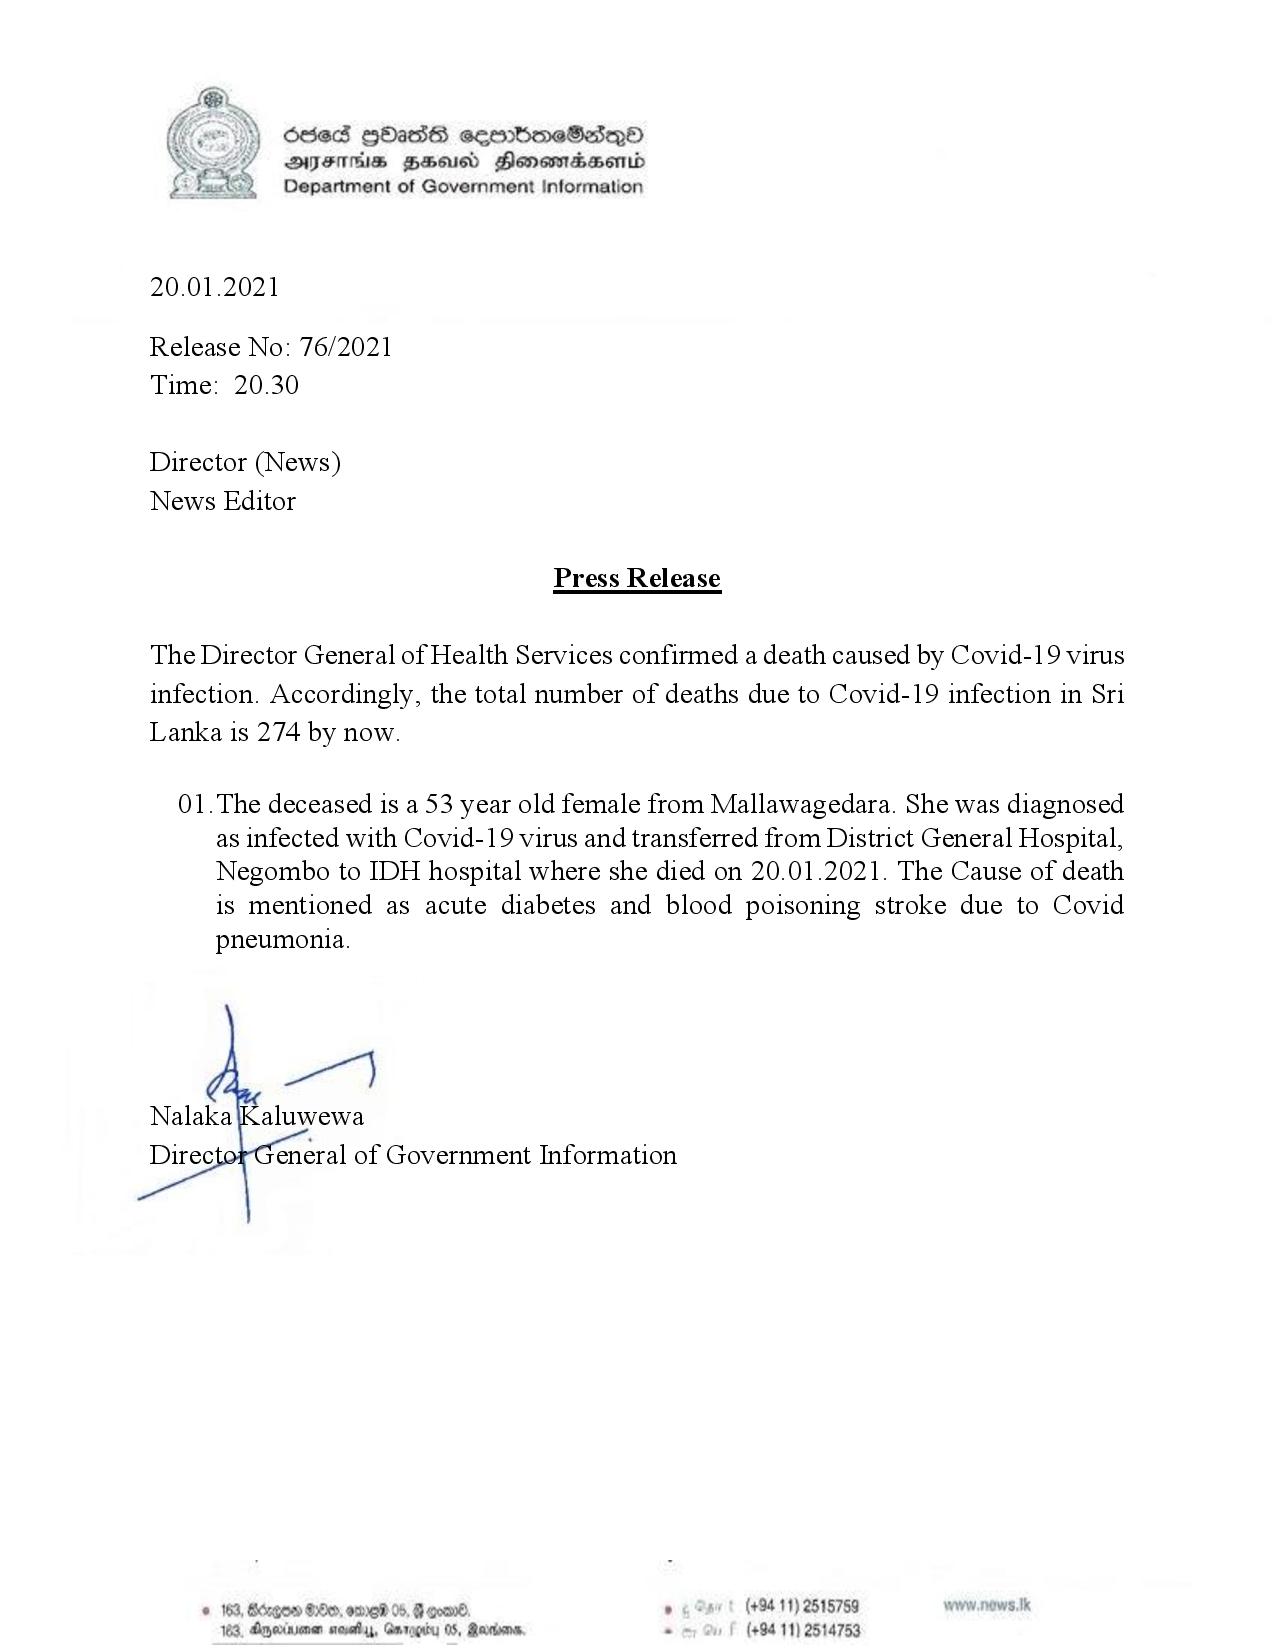 රජයේ ප්‍රවෘත්ති දෙපාර්තමේන්තුව
அரசாங்க தகவல் திணைக்களம்
Department of Government Information
20.01.2021
Release No: 76/2021
Time: 20.30
Director (News)
News Editor
Press Release
The Director General of Health Services confirmed a death caused by Covid-19 virus
infection. Accordingly, the total number of deaths due to Covid-19 infection in Sri
Lanka is 274 by now.
01. The deceased is a 53 year old female from Mallawagedara. She was diagnosed
as infected with Covid-19 virus and transferred from District General Hospital,
Negombo to IDH hospital where she died on 20.01.2021. The Cause of death
is mentioned as acute diabetes and blood poisoning stroke due to Covid
pneumonia.
Nalaka Kaluwewa
Director General of Government Information
163, කිරුලපන මාවත, කොළඹ 05, ශ්‍රී ලංකාව.
163, கிருலப்பனை எவனியூ, கொழும்பு 05, இலங்கை.
(+94 11) 2515759
(+94 11) 2514753
www.news.lk